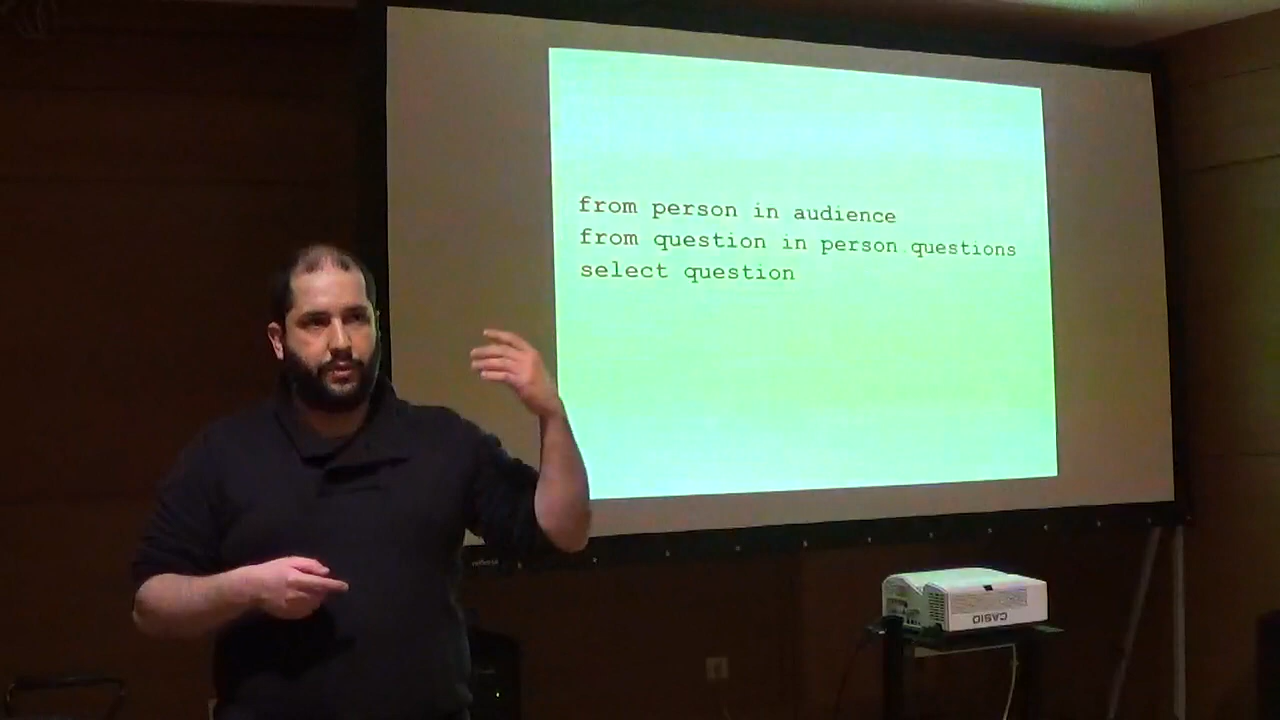 from person in audience
from question in person.questions
select question
CASIO